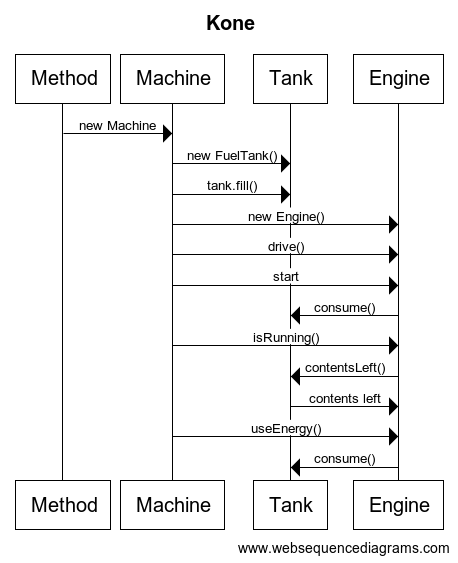 Kone
Method Machine Tank Engine
new Machine
new FuelTank()
tank.fill()
new Engine()
drive()
start
consume()
isRunning()
contentsLeft()
contents left
useEnergy()
consume()
Method Machine Tank Engine
www.websequencediagrams.com